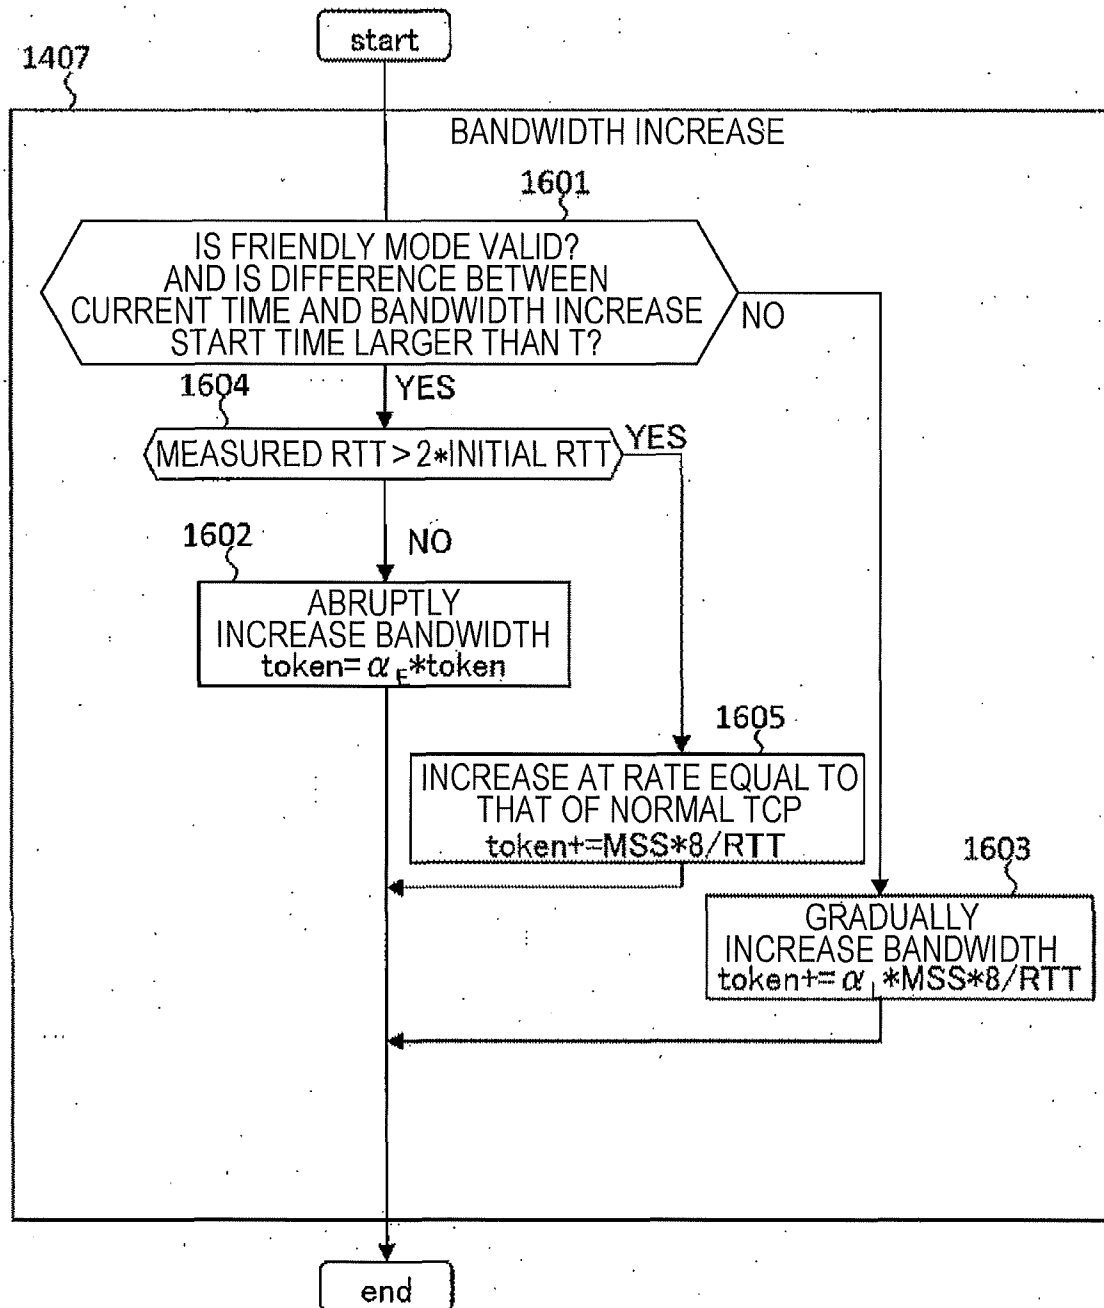 start
1407
BANDWIDTH INCREASE
1601
IS FRIENDLY MODE VALID?
AND IS DIFFERENCE BETWEEN
CURRENT TIME AND BANDWIDTH INCREASE
START TIME LARGER THAN T?
NO
YES
1604
MEASURED RTT > 2*INITIAL RTT
YES
NO
1602
ABRUPTLY
INCREASE BANDWIDTH
token=αE*token
1605
INCREASE AT RATE EQUAL TO
THAT OF NORMAL TCP
token+=MSS*8/RTT
1603
GRADUALLY
INCREASE BANDWIDTH
token+=α *MSS*8/RTT
end